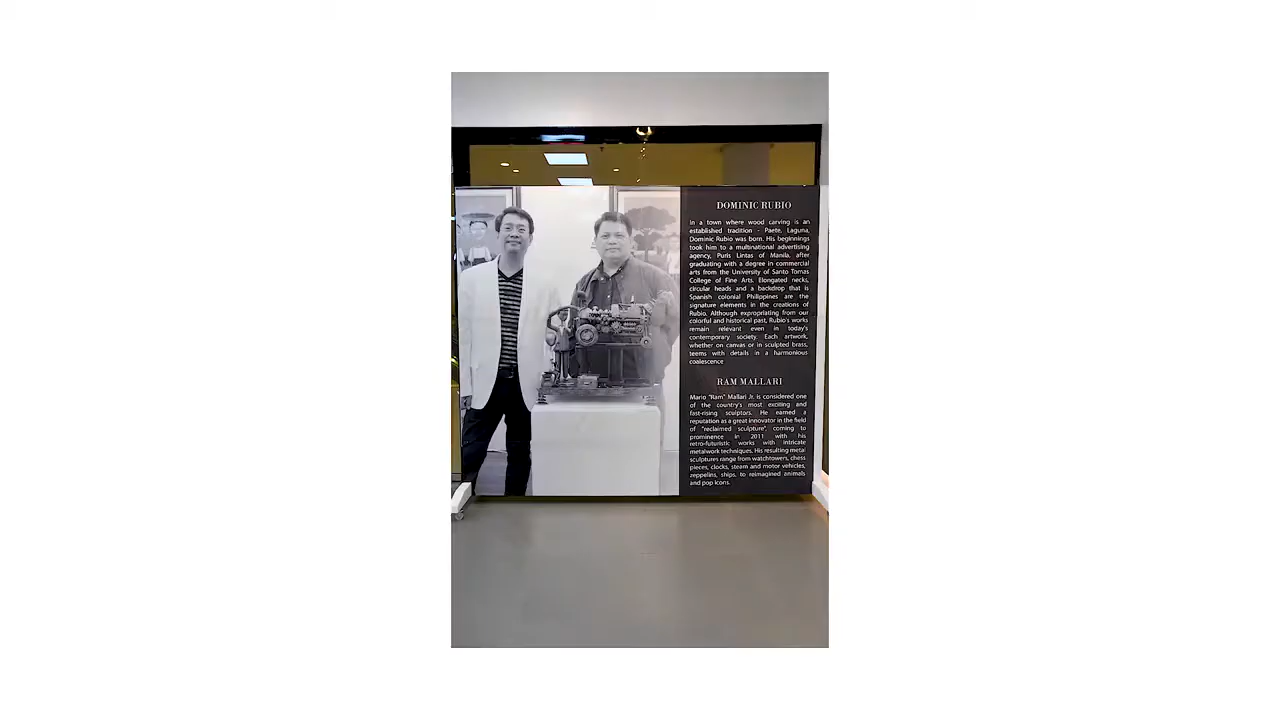 DOMINIC RUBIO
In a town where wood carving is an
established tradition - Paete, Laguna,
Dominic Rubio was born. His beginnings
took him to a multinational advertising
agency, Puris Lintas of Manila, after
graduating with a degree in commercial
arts from the University of Santo Tomas
College of Fine Arts. Elongated necks,
circular heads and a backdrop that is
Spanish colonial Philippines are the
signature elements in the creations of
Rubio. Although expropriating from our
colorful and historical past, Rubio's works
remain relevant even in today's
contemporary society. Each artwork,
whether on canvas or in sculpted brass,
teems with details in a harmonious
coalescence
RAM MALLARI
Mario "Ram" Mallari Jr. is considered one
of the country's most exciting and
fast-rising sculptors. He earned a
reputation as a great innovator in the field
of "reclaimed sculpture", coming to
prominence in 2011 with his
retro-futuristic works with intricate
metalwork techniques. His resulting metal
sculptures range from watchtowers, chess
pieces, clocks, steam and motor vehicles,
zeppelins, ships, to reimagined animals
and pop icons.